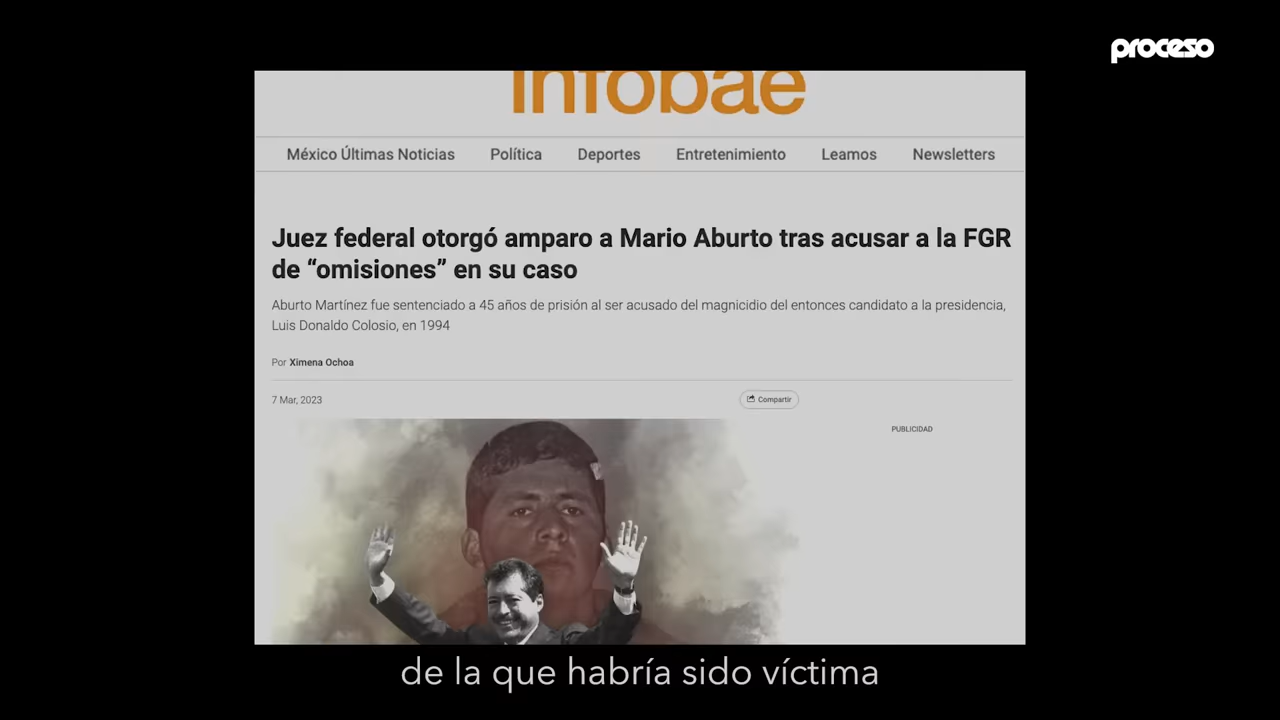 proceso
infobae
México Últimas Noticias Política Deportes Entretenimiento Leamos Newsletters
Juez federal otorgó amparo a Mario Aburto tras acusar a la FGR
de “omisiones” en su caso
Aburto Martínez fue sentenciado a 45 años de prisión al ser acusado del magnicidio del entonces candidato a la presidencia,
Luis Donaldo Colosio, en 1994
Por Ximena Ochoa
7 Mar, 2023 Compartir
PUBLICIDAD
de la que habría sido víctima